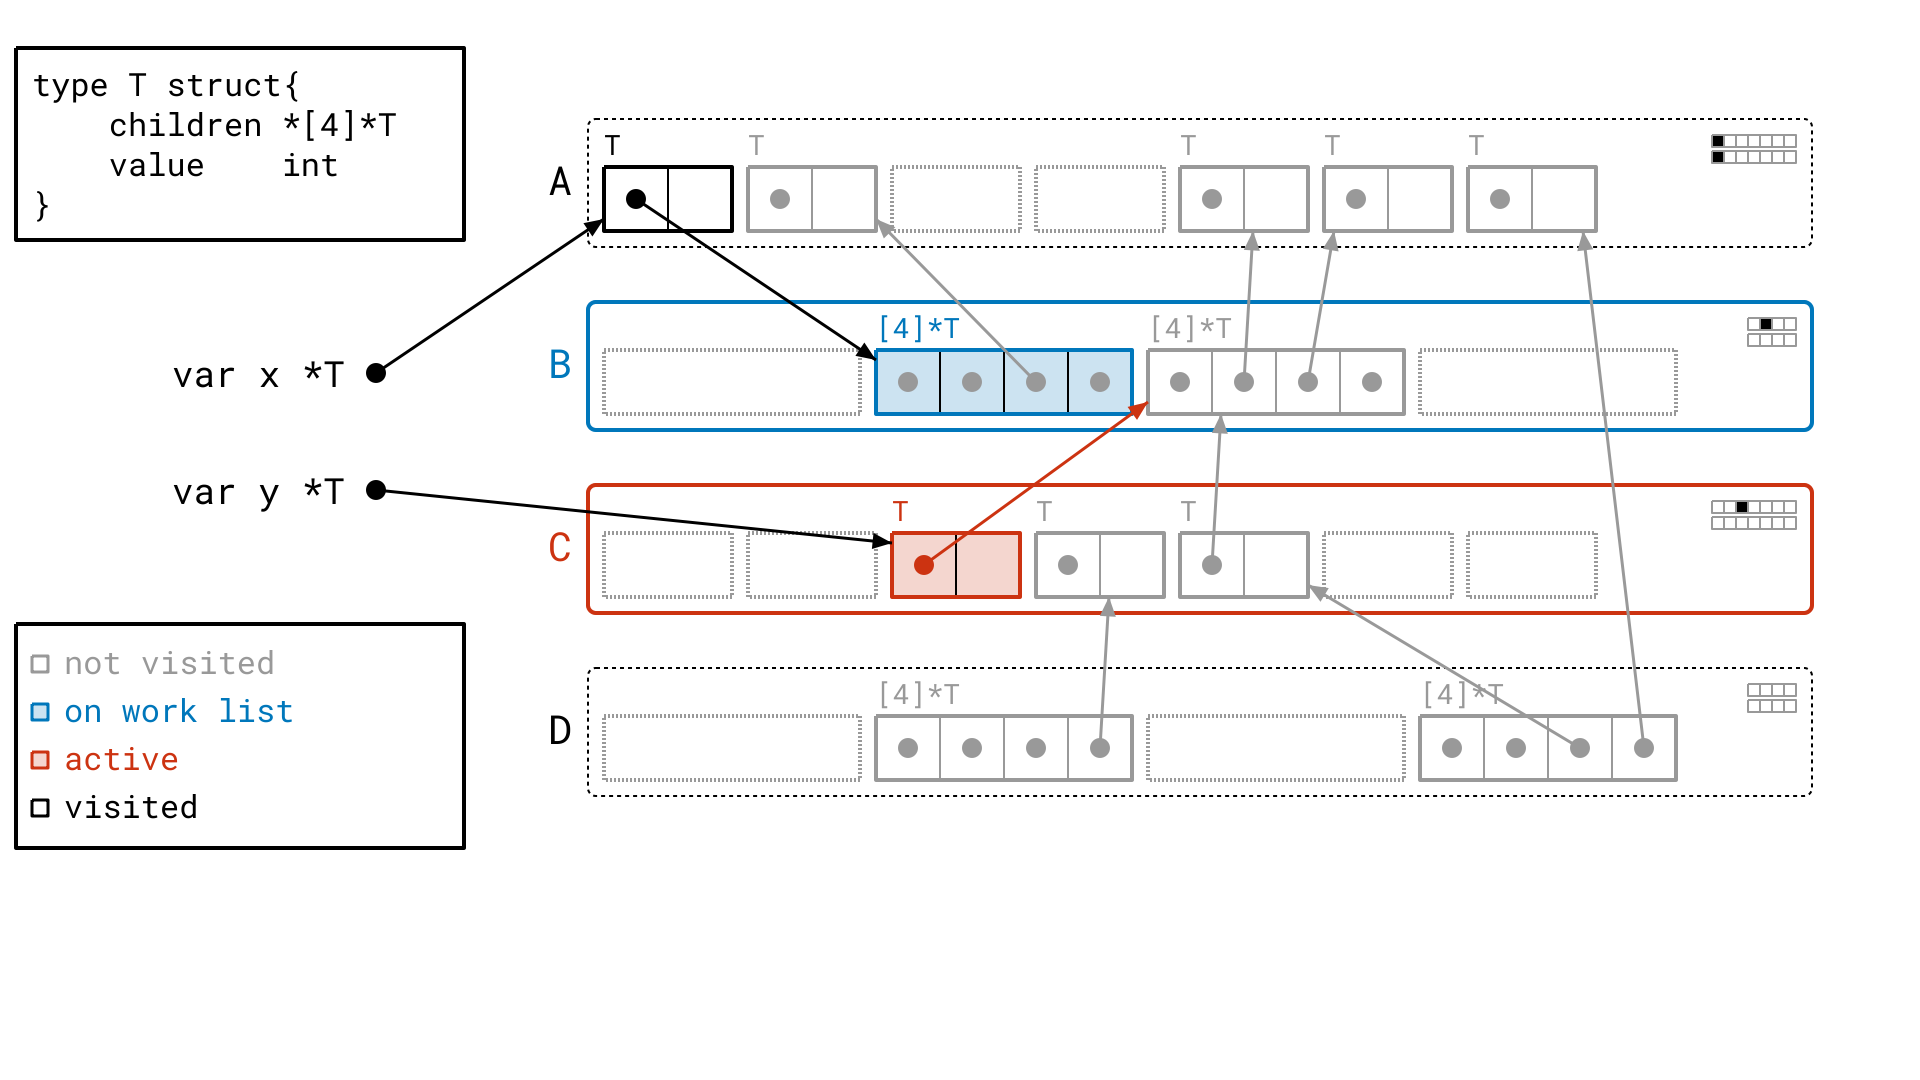 type T struct{
    children *[4]*T
    value    int
}
var x *T
var y *T
not visited
on work list
active
visited
A
T T T T T
B
[4]*T [4]*T
C
T T T
D
[4]*T [4]*T